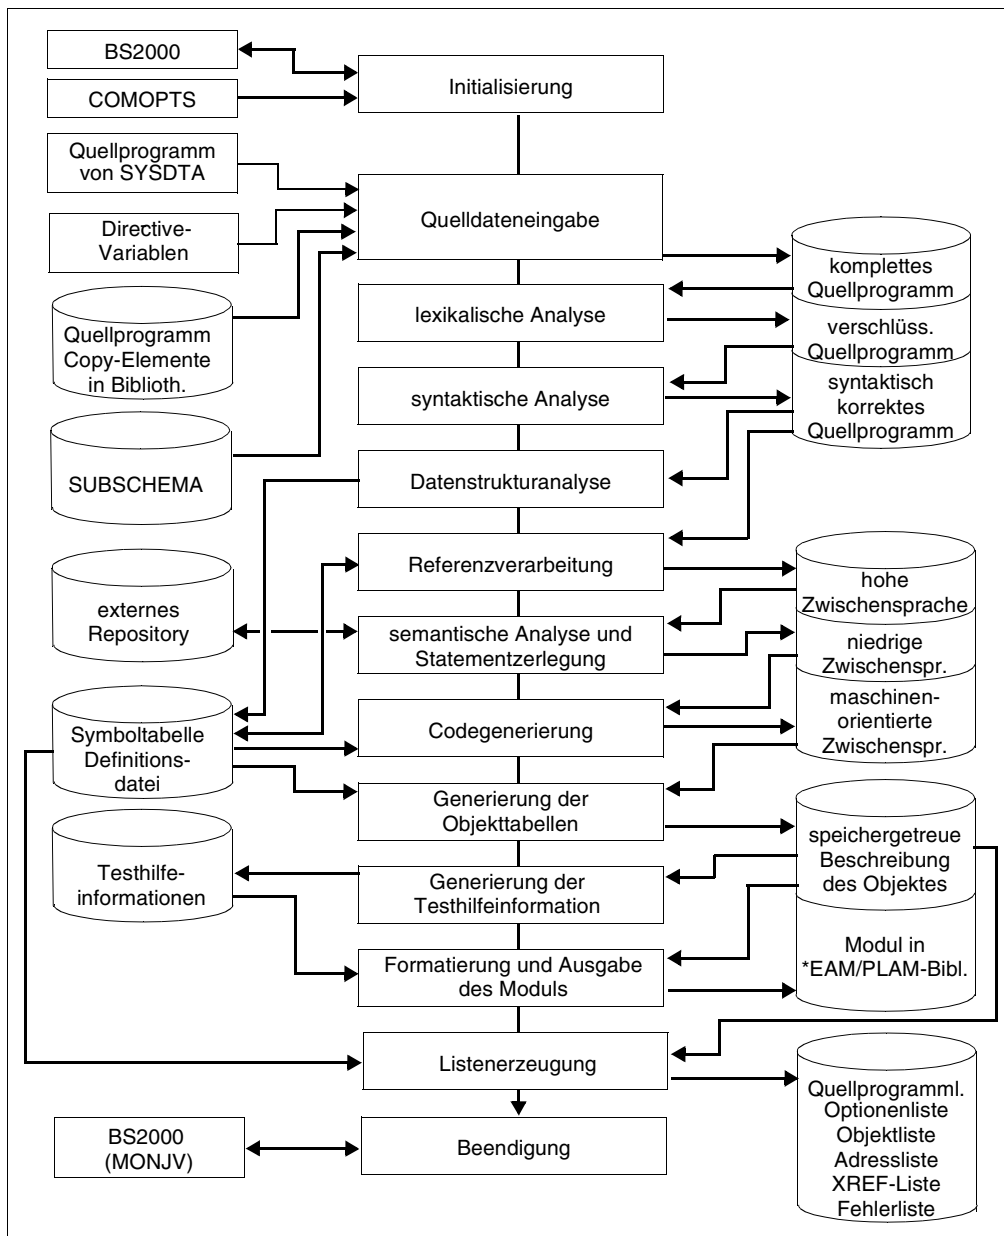 BS2000
COMOPTS
Quellprogramm
von SYSDTA
Directive-
Variablen
Quellprogramm
Copy-Elemente
in Biblioth.
SUBSCHEMA
externes
Repository
Symboltabelle
Definitions-
datei
Testhilfe-
informationen
BS2000
(MONJV)
Initialisierung
Quelldateneingabe
lexikalische Analyse
syntaktische Analyse
Datenstrukturanalyse
Referenzverarbeitung
semantische Analyse und
Statementzerlegung
Codegenerierung
Generierung der
Objekttabellen
Generierung der
Testhilfeinformation
Formatierung und Ausgabe
des Moduls
Listenerzeugung
Beendigung
komplettes
Quellprogramm
verschlüss.
Quellprogramm
syntaktisch
korrektes
Quellprogramm
hohe
Zwischensprache
niedrige
Zwischenspr.
maschinen-
orientierte
Zwischenspr.
speichergetreue
Beschreibung
des Objektes
Modul in
*EAM/PLAM-Bibl.
Quellprogramml.
Optionenliste
Objektliste
Adressliste
XREF-Liste
Fehlerliste